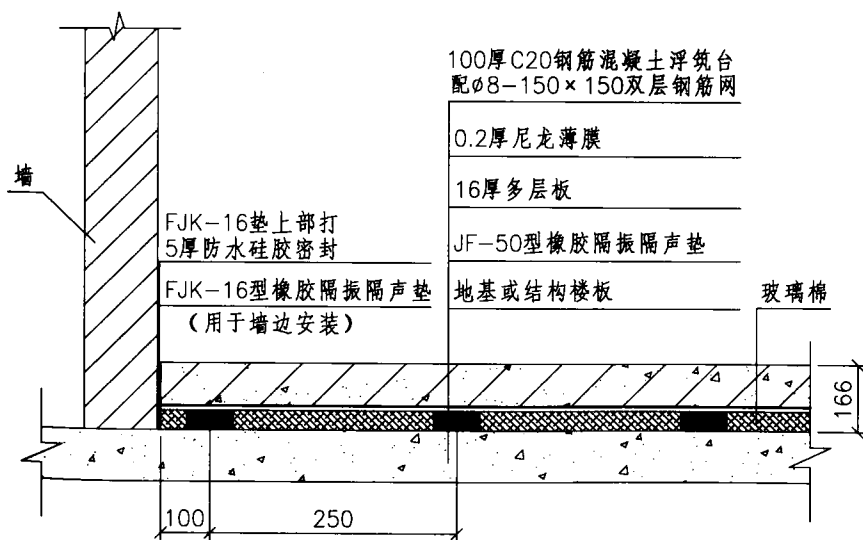 100厚C20钢筋混凝土浮筑台
配ø8-150×150双层钢筋网
0.2厚尼龙薄膜
16厚多层板
JF-50型橡胶隔振隔声垫
地基或结构楼板
墙
FJK-16垫上部打
5厚防水硅胶密封
FJK-16型橡胶隔振隔声垫
（用于墙边安装）
玻璃棉
166
100
250